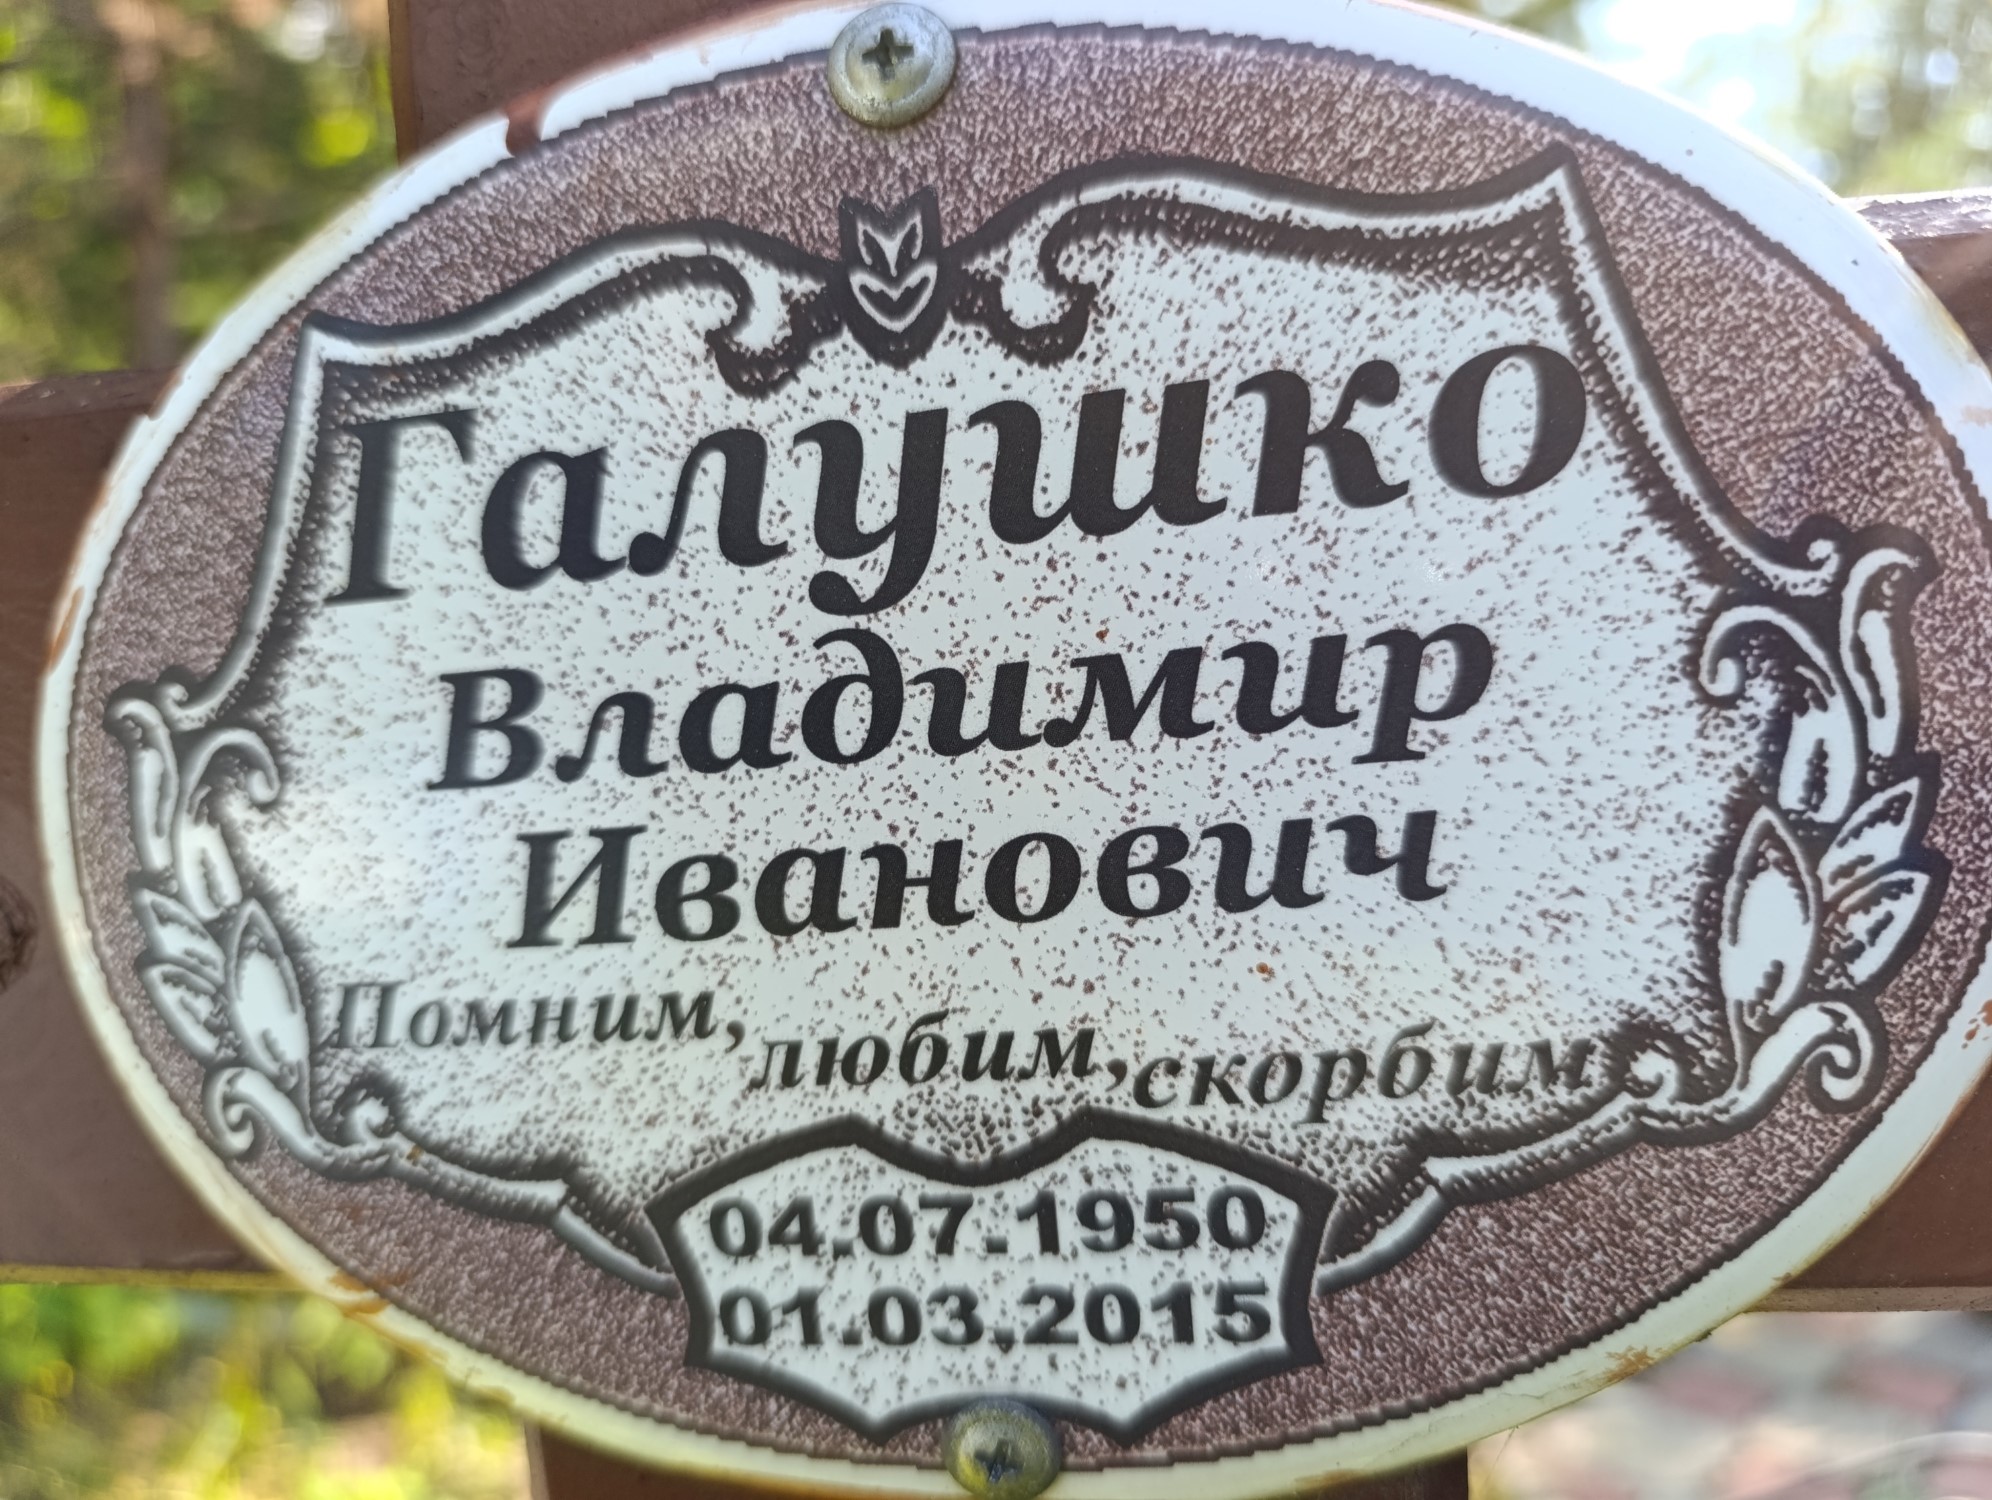 Галушко
Владимир
Иванович
Помним, любим, скорбим
04.07.1950
01.03.2015